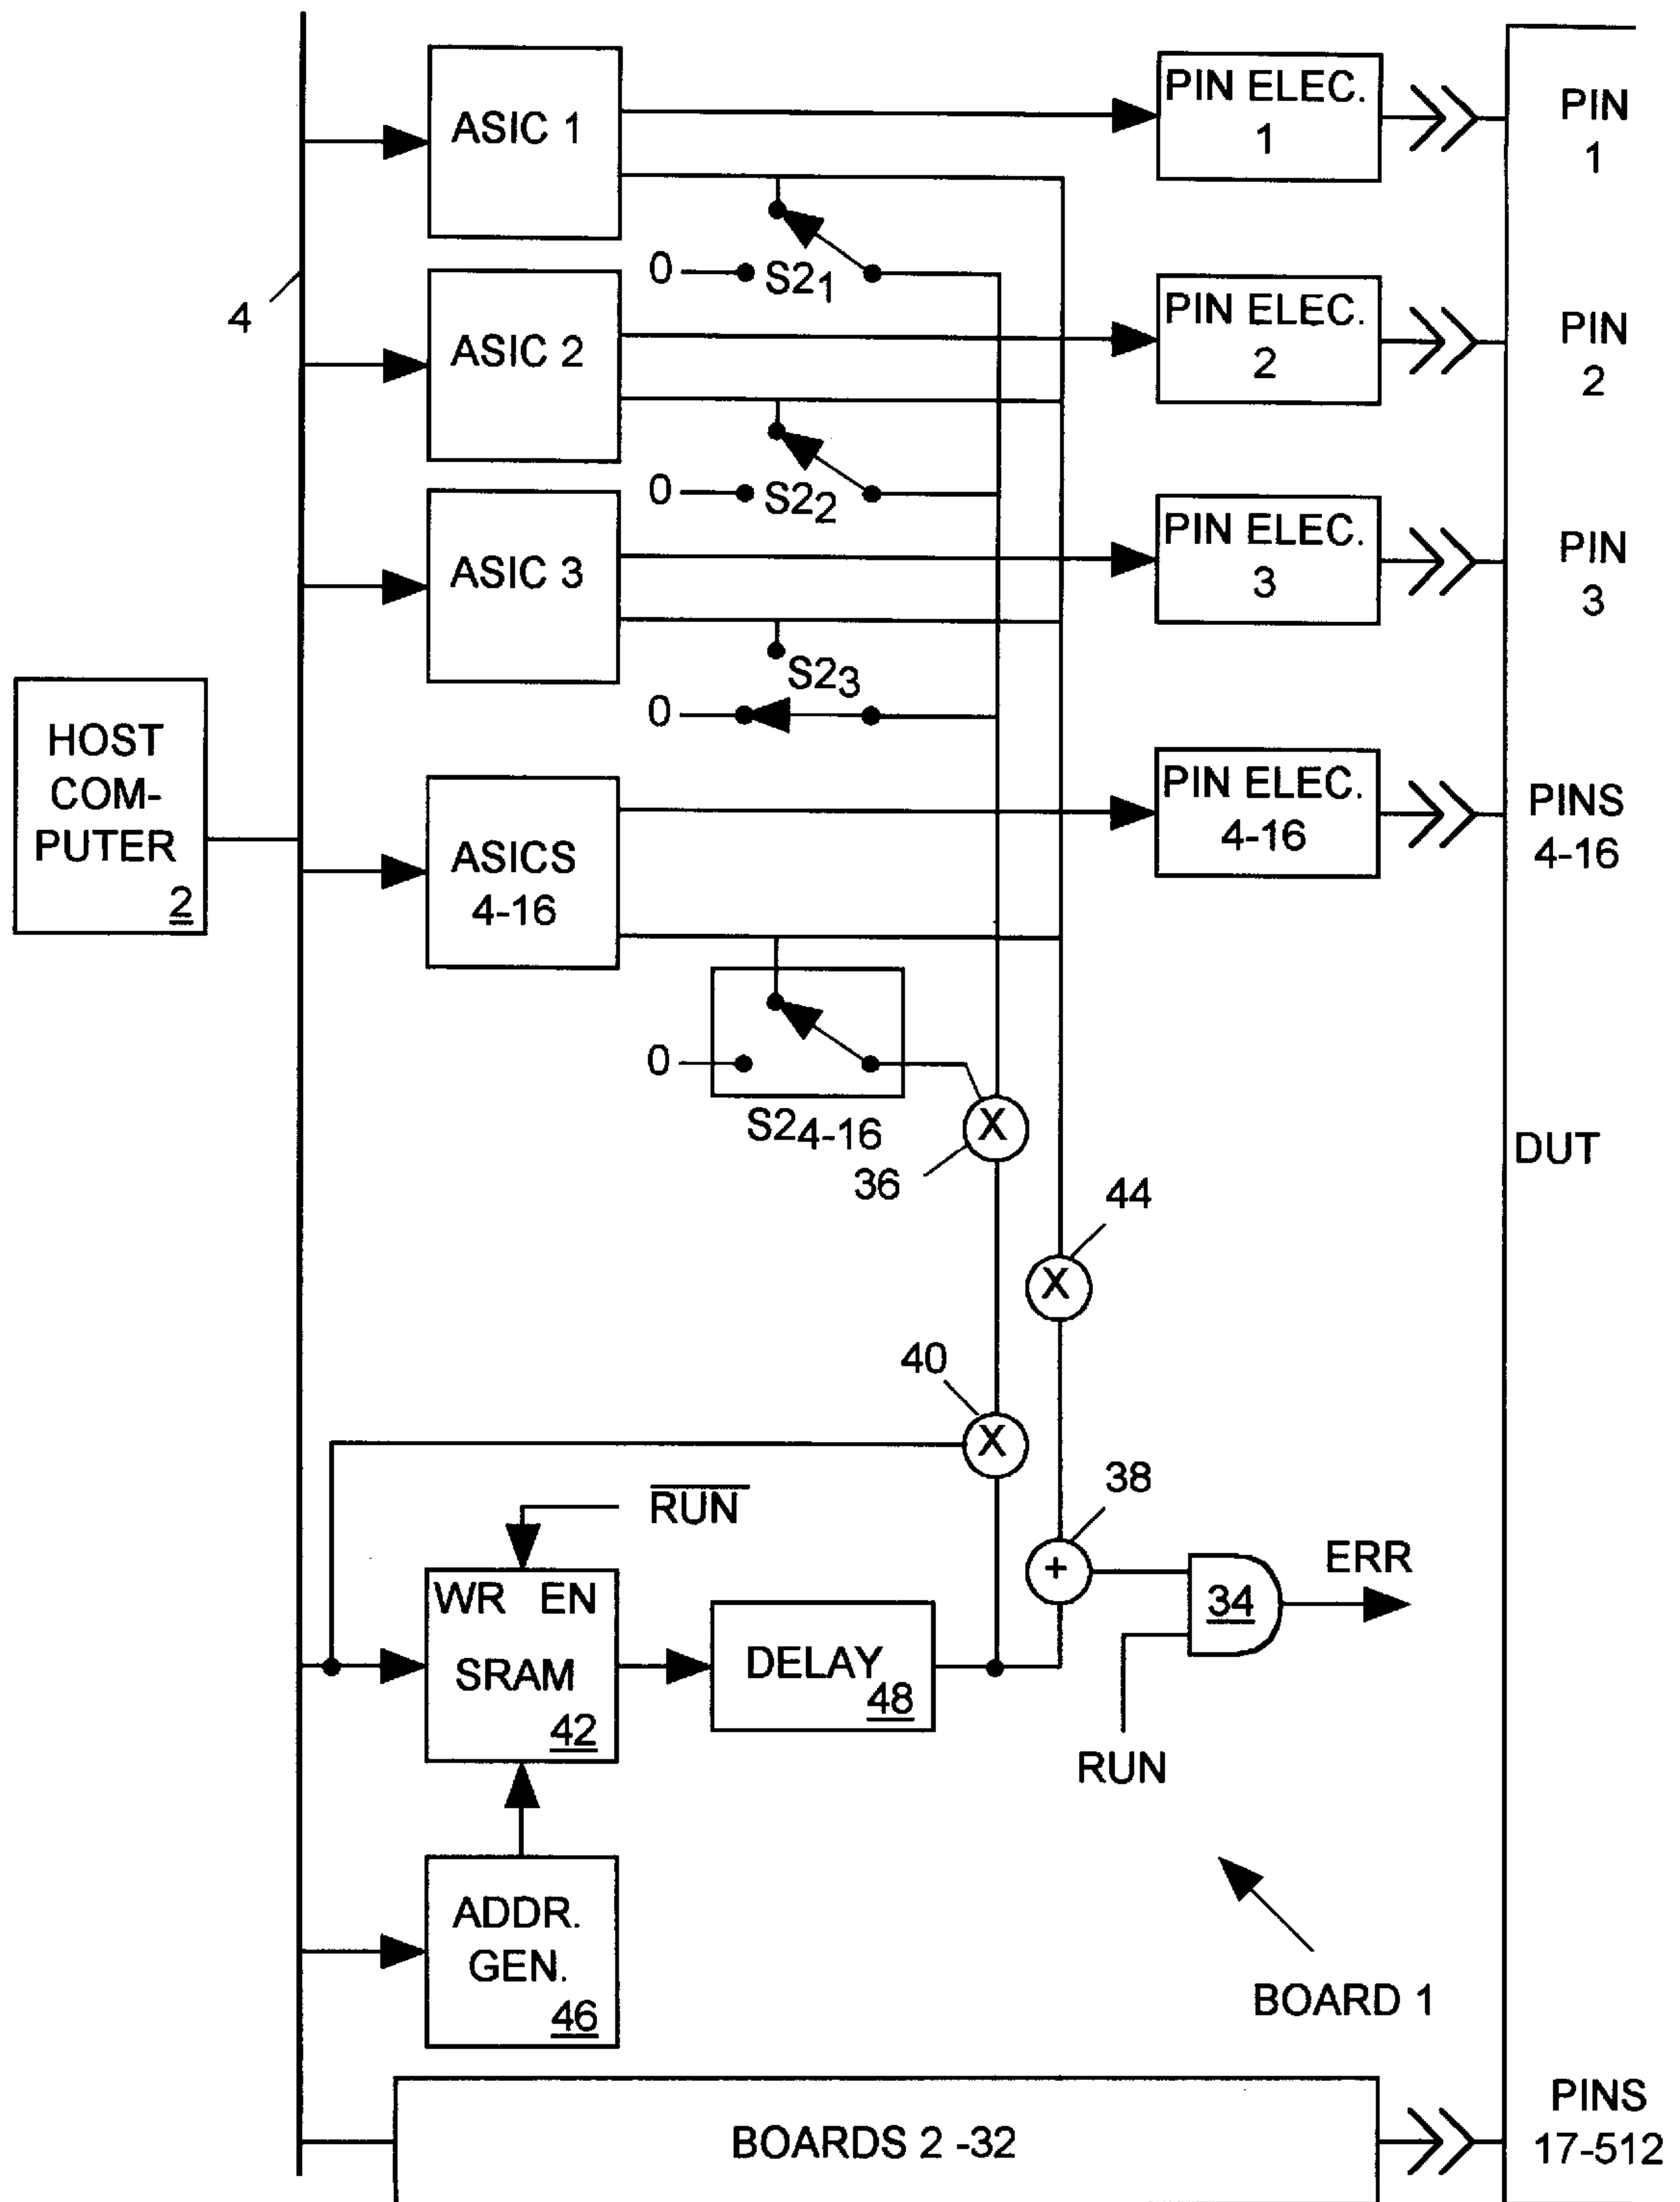 ASIC 1
PIN ELEC.
1
PIN
1
0
S2₁
4
ASIC 2
PIN ELEC.
2
PIN
2
0
S2₂
ASIC 3
PIN ELEC.
3
PIN
3
S2₃
0
HOST
COM-
PUTER
2
ASICS
4-16
PIN ELEC.
4-16
PINS
4-16
0
S2₄₋₁₆
X
36
DUT
44
X
40
X
38
RUN
+
ERR
WR EN
SRAM
42
DELAY
48
34
RUN
ADDR.
GEN.
46
BOARD 1
BOARDS 2 -32
PINS
17-512